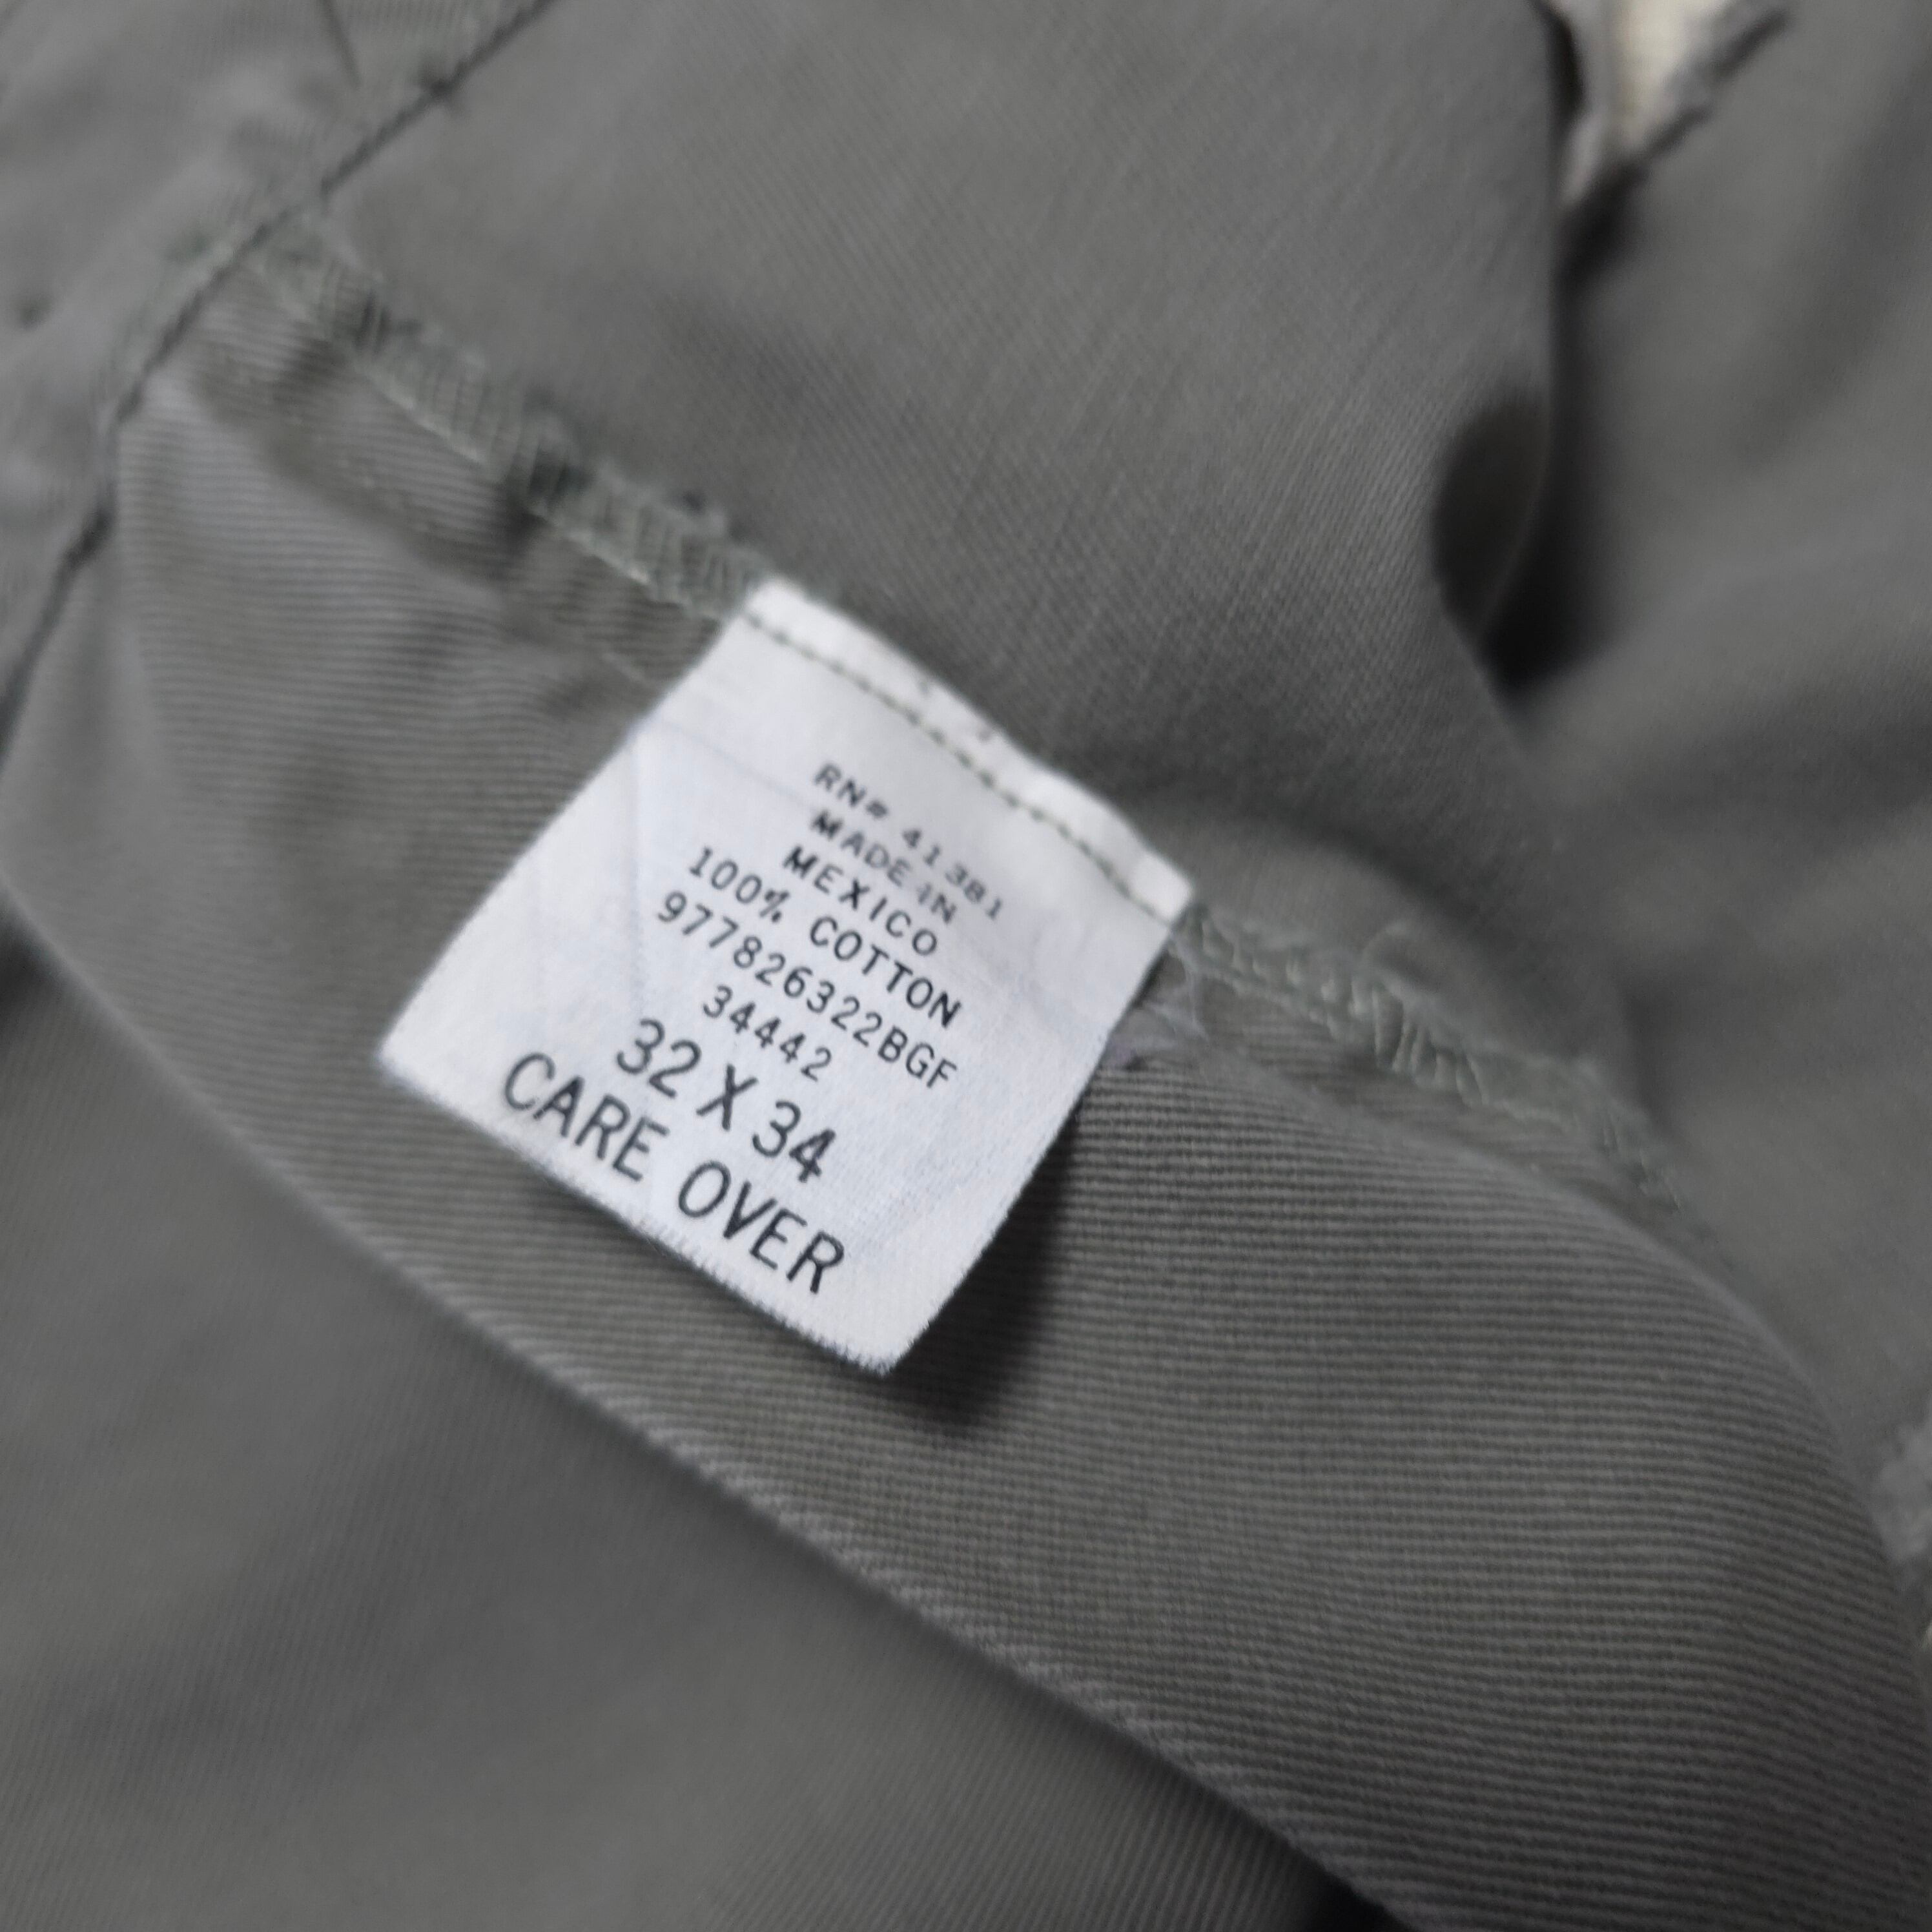 RN# 41381
MADE IN
MEXICO
100% COTTON
977826322BGF
34442
32 X 34
CARE OVER